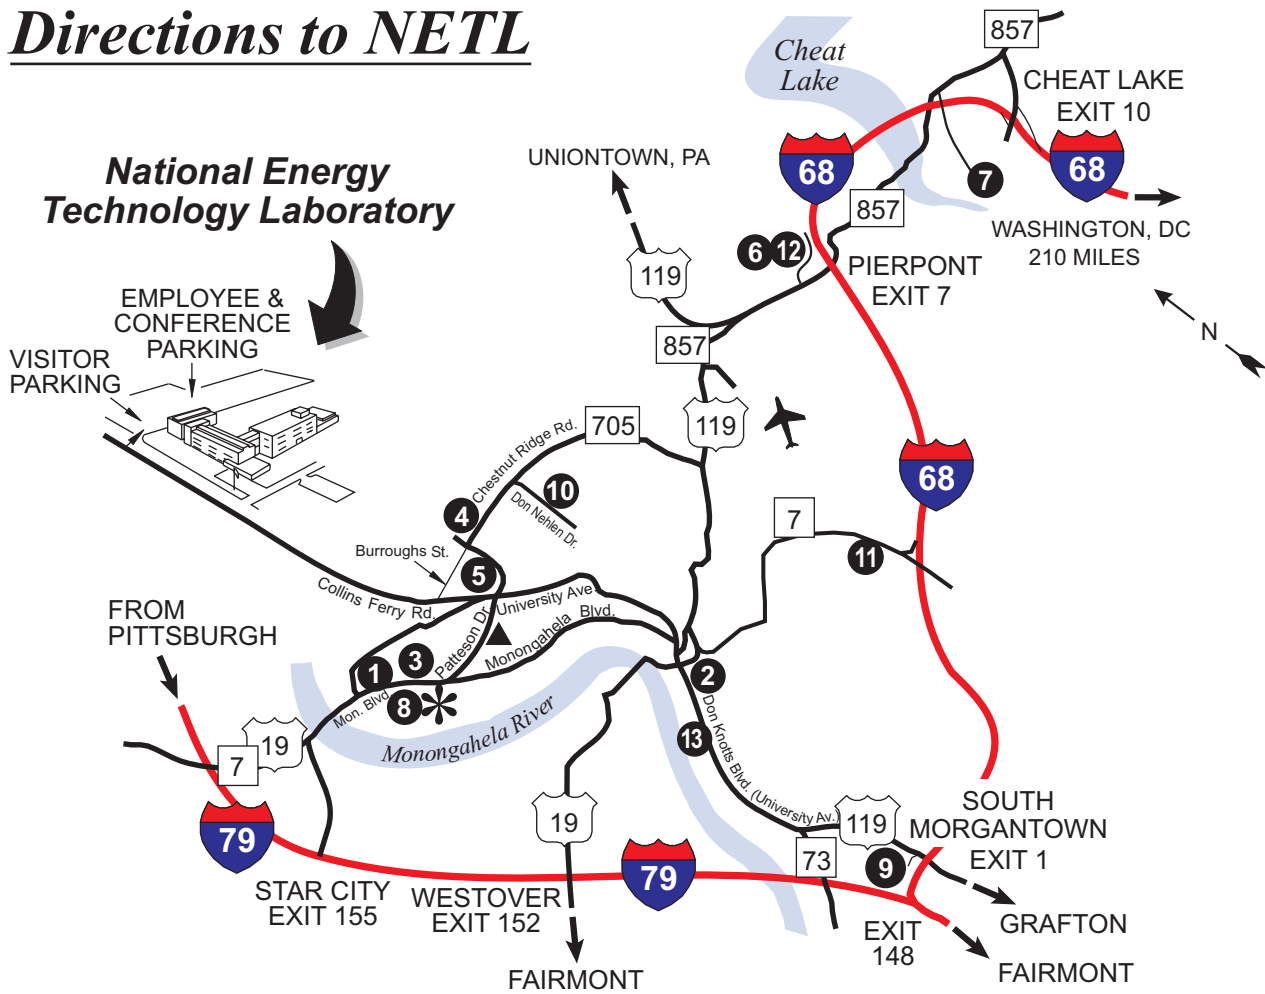 Directions to NETL
National Energy
Technology Laboratory
EMPLOYEE &
CONFERENCE
PARKING
VISITOR
PARKING
Cheat
Lake
857
CHEAT LAKE
EXIT 10
68
68
7
WASHINGTON, DC
210 MILES
UNIONTOWN, PA
857
6
12
119
PIERPONT
EXIT 7
N
857
119
705
Chestnut Ridge Rd.
10
Don Nehlen Dr.
4
68
7
11
Burroughs St.
5
Collins Ferry Rd.
University Ave.
Patteson Dr.
Monongahela Blvd.
FROM
PITTSBURGH
1
3
8
Mon. Blvd
2
Monongahela River
Don Knotts Blvd. (University Av.)
13
19
7
79
STAR CITY
EXIT 155
WESTOVER
EXIT 152
19
79
73
119
9
SOUTH
MORGANTOWN
EXIT 1
EXIT
148
GRAFTON
FAIRMONT
FAIRMONT